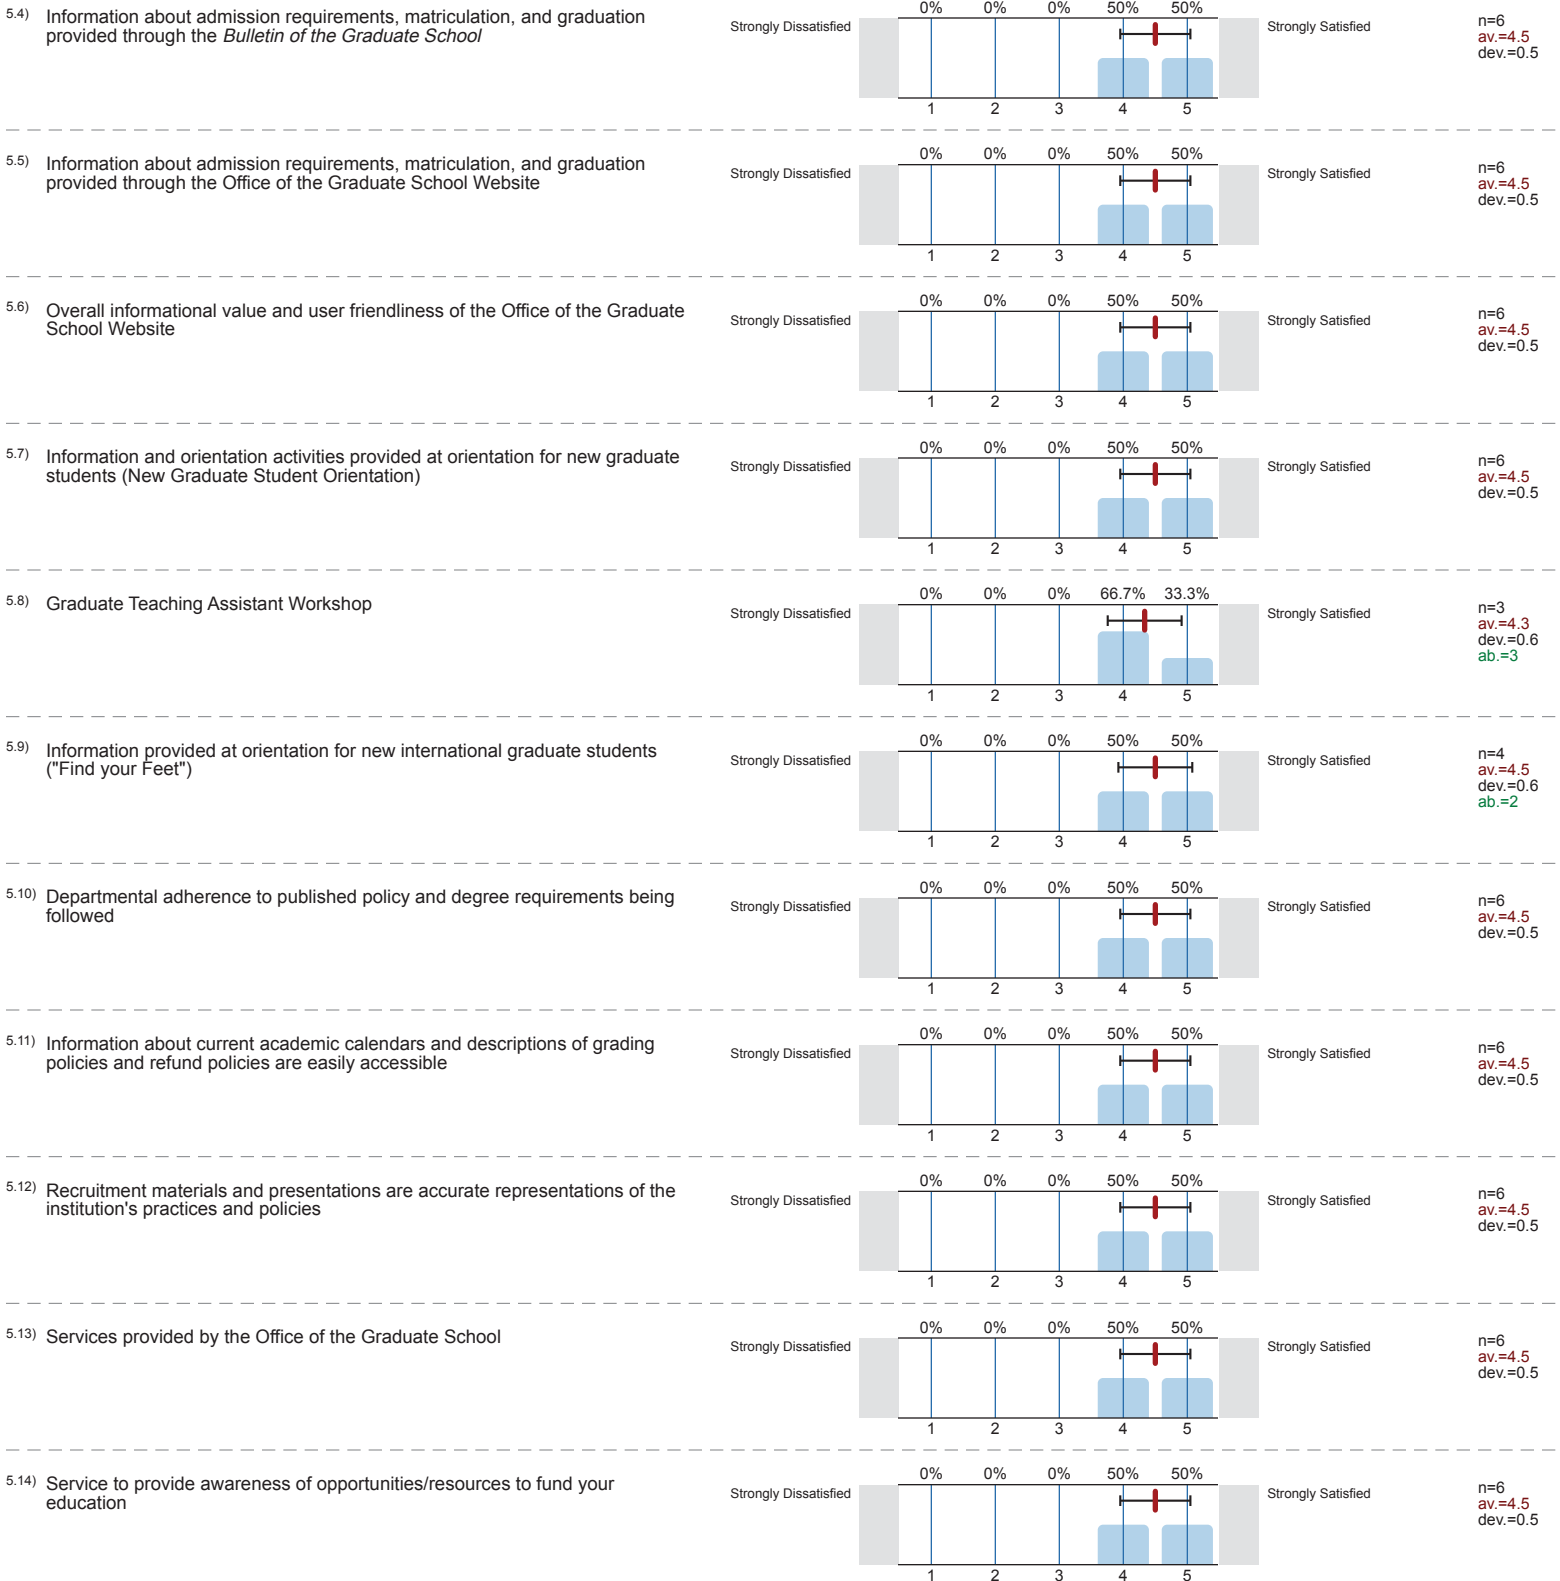 5.4) Information about admission requirements, matriculation, and graduation
provided through the Bulletin of the Graduate School
Strongly Dissatisfied
0% 0% 0% 50% 50%
1 2 3 4 5
Strongly Satisfied
n=6
av.=4.5
dev.=0.5
5.5) Information about admission requirements, matriculation, and graduation
provided through the Office of the Graduate School Website
Strongly Dissatisfied
0% 0% 0% 50% 50%
1 2 3 4 5
Strongly Satisfied
n=6
av.=4.5
dev.=0.5
5.6) Overall informational value and user friendliness of the Office of the Graduate
School Website
Strongly Dissatisfied
0% 0% 0% 50% 50%
1 2 3 4 5
Strongly Satisfied
n=6
av.=4.5
dev.=0.5
5.7) Information and orientation activities provided at orientation for new graduate
students (New Graduate Student Orientation)
Strongly Dissatisfied
0% 0% 0% 50% 50%
1 2 3 4 5
Strongly Satisfied
n=6
av.=4.5
dev.=0.5
5.8) Graduate Teaching Assistant Workshop
Strongly Dissatisfied
0% 0% 0% 66.7% 33.3%
1 2 3 4 5
Strongly Satisfied
n=3
av.=4.3
dev.=0.6
ab.=3
5.9) Information provided at orientation for new international graduate students
("Find your Feet")
Strongly Dissatisfied
0% 0% 0% 50% 50%
1 2 3 4 5
Strongly Satisfied
n=4
av.=4.5
dev.=0.6
ab.=2
5.10) Departmental adherence to published policy and degree requirements being
followed
Strongly Dissatisfied
0% 0% 0% 50% 50%
1 2 3 4 5
Strongly Satisfied
n=6
av.=4.5
dev.=0.5
5.11) Information about current academic calendars and descriptions of grading
policies and refund policies are easily accessible
Strongly Dissatisfied
0% 0% 0% 50% 50%
1 2 3 4 5
Strongly Satisfied
n=6
av.=4.5
dev.=0.5
5.12) Recruitment materials and presentations are accurate representations of the
institution's practices and policies
Strongly Dissatisfied
0% 0% 0% 50% 50%
1 2 3 4 5
Strongly Satisfied
n=6
av.=4.5
dev.=0.5
5.13) Services provided by the Office of the Graduate School
Strongly Dissatisfied
0% 0% 0% 50% 50%
1 2 3 4 5
Strongly Satisfied
n=6
av.=4.5
dev.=0.5
5.14) Service to provide awareness of opportunities/resources to fund your
education
Strongly Dissatisfied
0% 0% 0% 50% 50%
1 2 3 4 5
Strongly Satisfied
n=6
av.=4.5
dev.=0.5